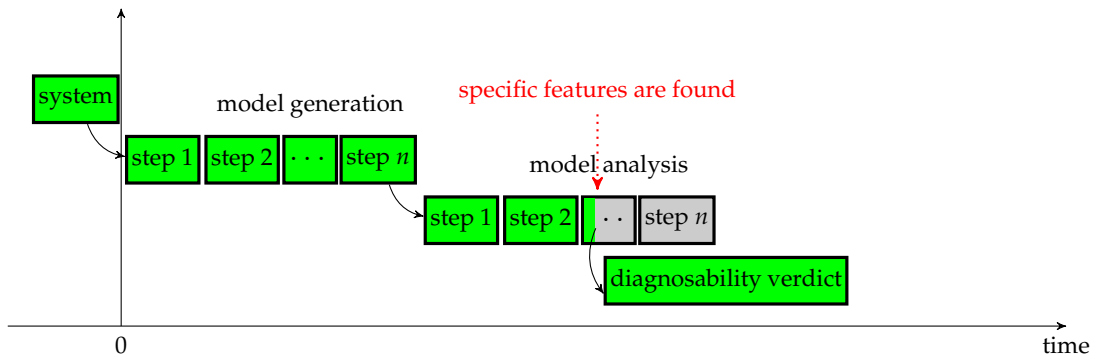 system
model generation
specific features are found
step 1 step 2 ··· step n
model analysis
step 1 step 2 ·· step n
diagnosability verdict
0 time